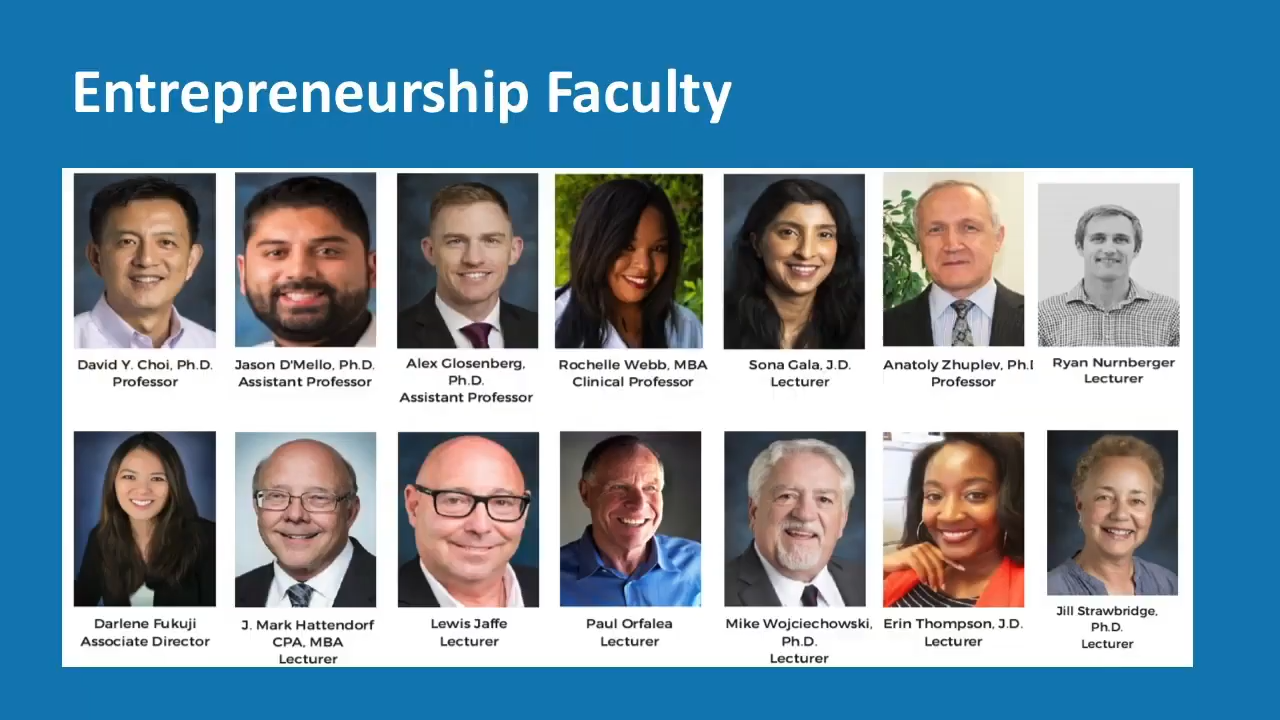 Entrepreneurship Faculty
David Y. Choi, Ph.D.
Professor
Jason D'Mello, Ph.D.
Assistant Professor
Alex Glosenberg,
Ph.D.
Assistant Professor
Rochelle Webb, MBA
Clinical Professor
Sona Gala, J.D.
Lecturer
Anatoly Zhuplev, Ph.D
Professor
Ryan Nurnberger
Lecturer
Darlene Fukuji
Associate Director
J. Mark Hattendorf
CPA, MBA
Lecturer
Lewis Jaffe
Lecturer
Paul Orfalea
Lecturer
Mike Wojciechowski,
Ph.D.
Lecturer
Erin Thompson, J.D.
Lecturer
Jill Strawbridge,
Ph.D.
Lecturer